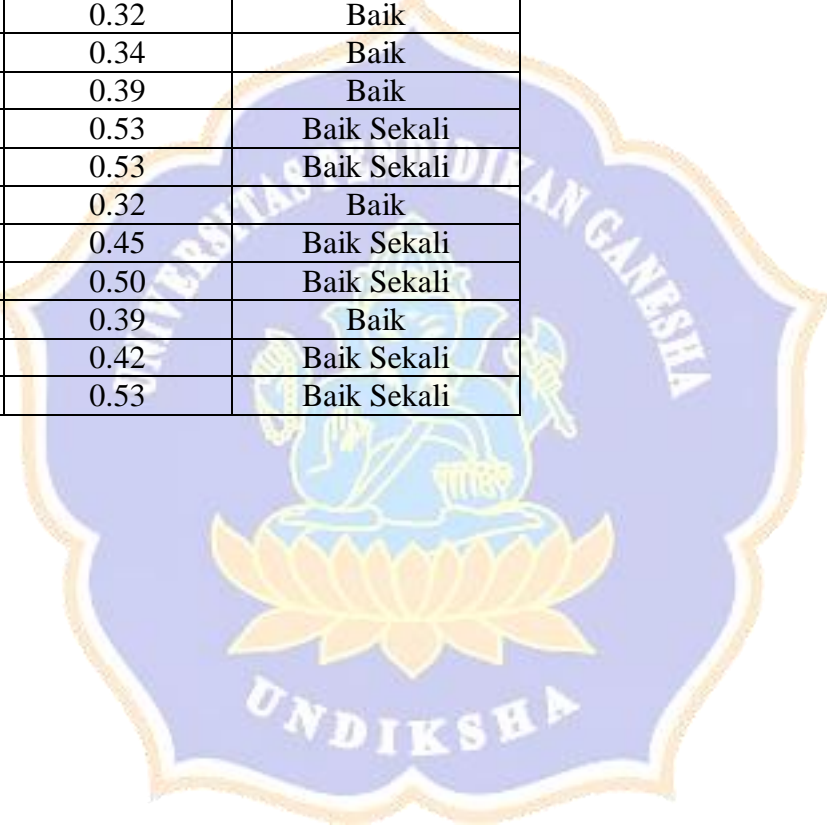 0.32 Baik
0.34 Baik
0.39 Baik
0.53 Baik Sekali
0.53 Baik Sekali
0.32 Baik
0.45 Baik Sekali
0.50 Baik Sekali
0.39 Baik
0.42 Baik Sekali
0.53 Baik Sekali
UNIVERSITAS PENDIDIKAN GANESHA
UNDIKSHA